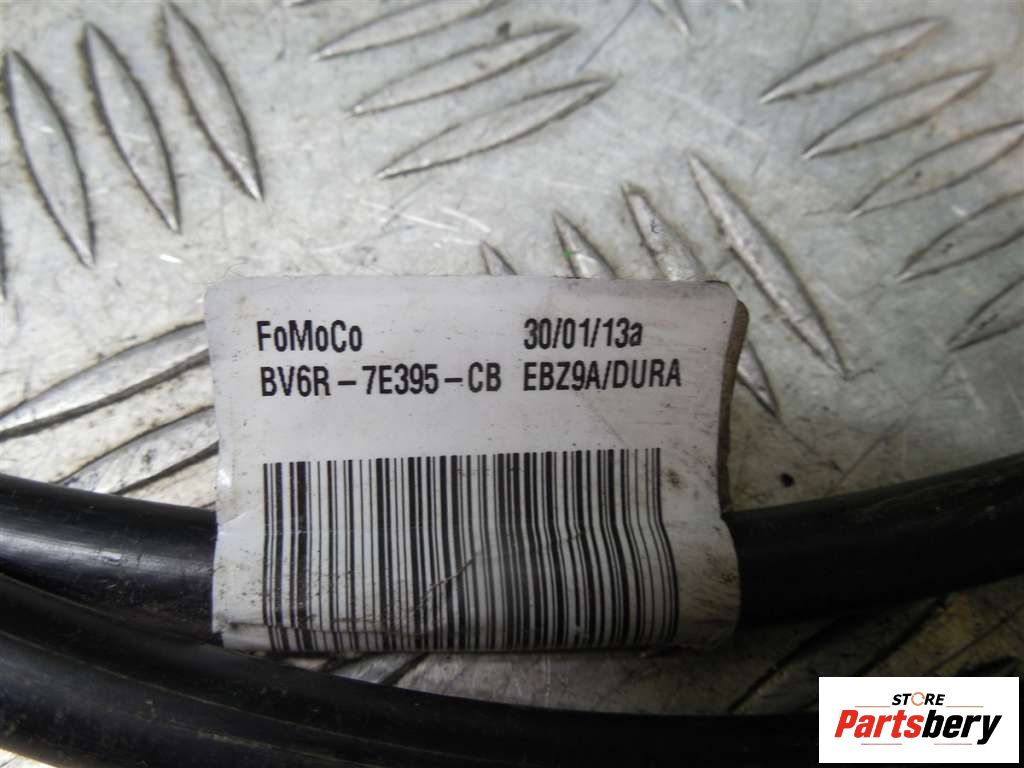 FoMoCo 30/01/13a
BV6R-7E395-CB EBZ9A/DURA
STORE
Partsbery